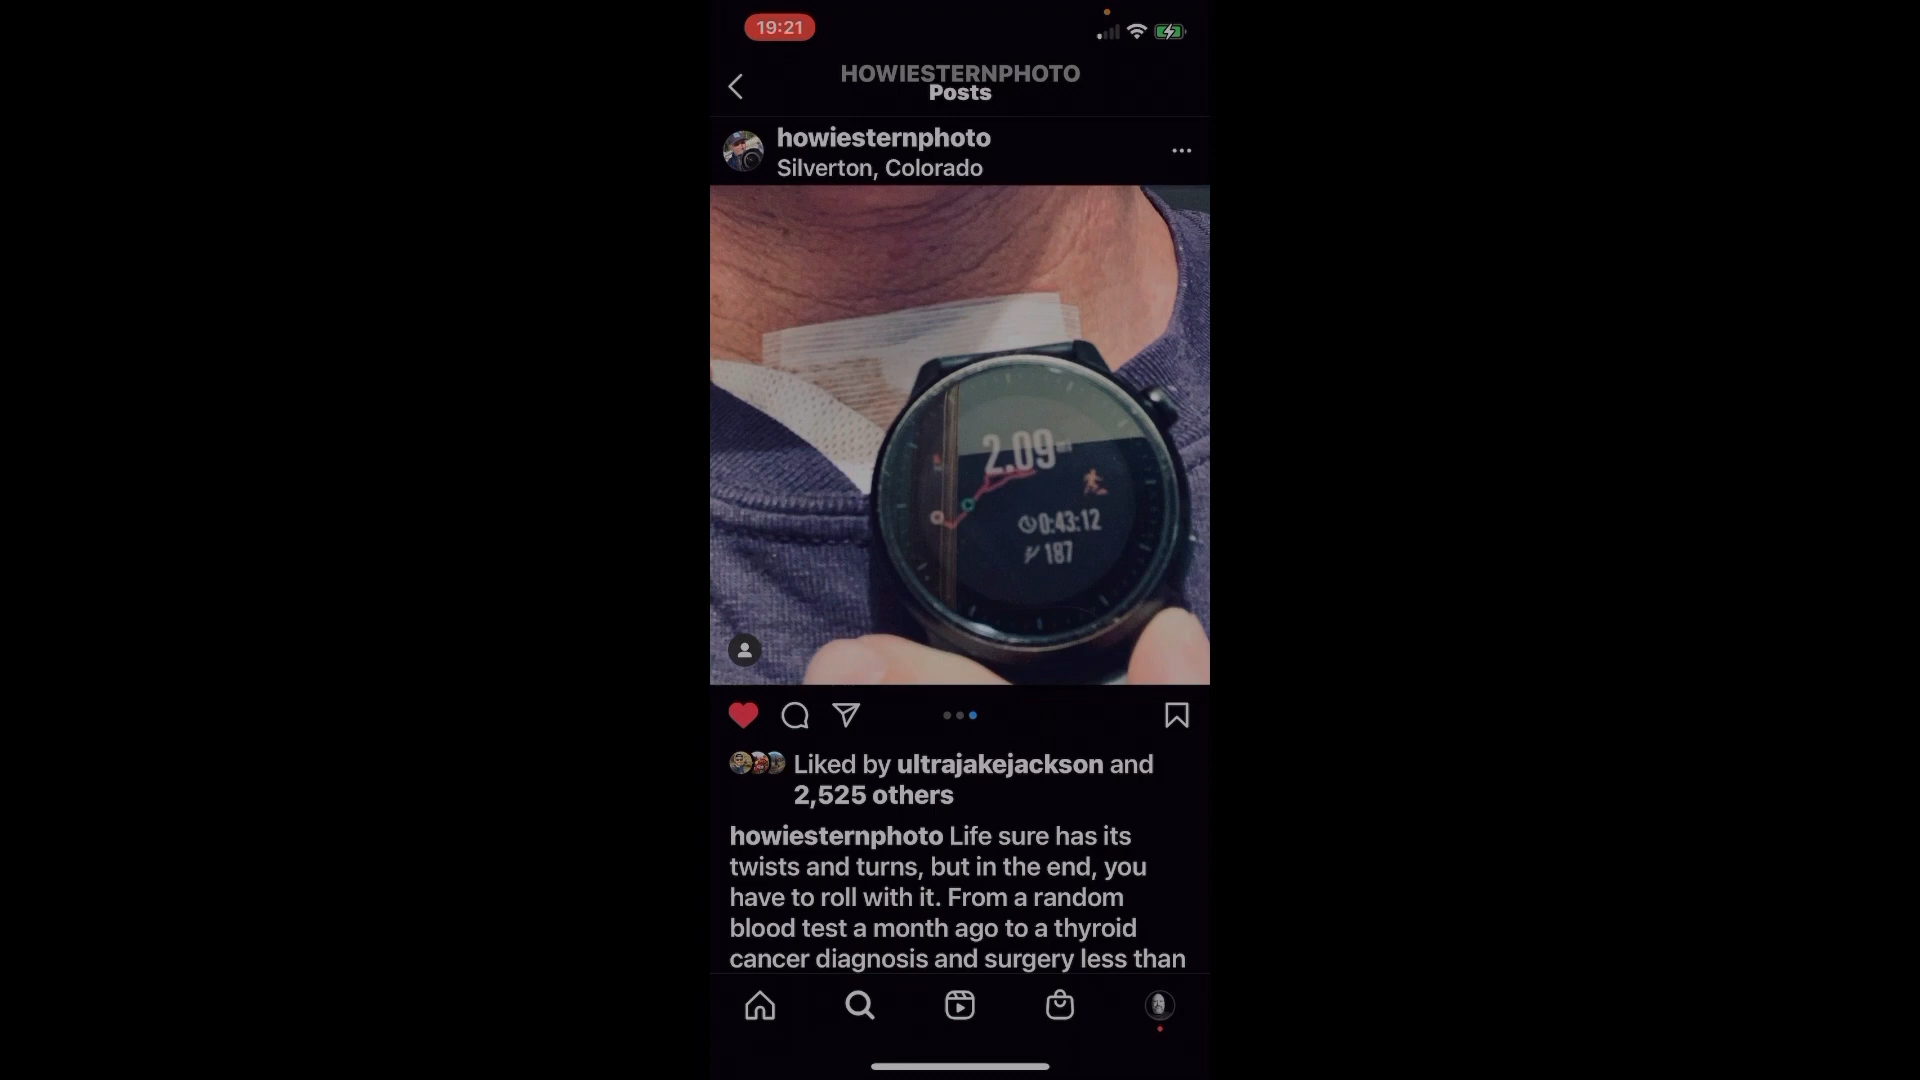 19:21
HOWIESTERNPHOTO
Posts
howiesternphoto
Silverton, Colorado
2.09
0:43:12
187
Liked by ultrajakejackson and
2,525 others
howiesternphoto Life sure has its
twists and turns, but in the end, you
have to roll with it. From a random
blood test a month ago to a thyroid
cancer diagnosis and surgery less than